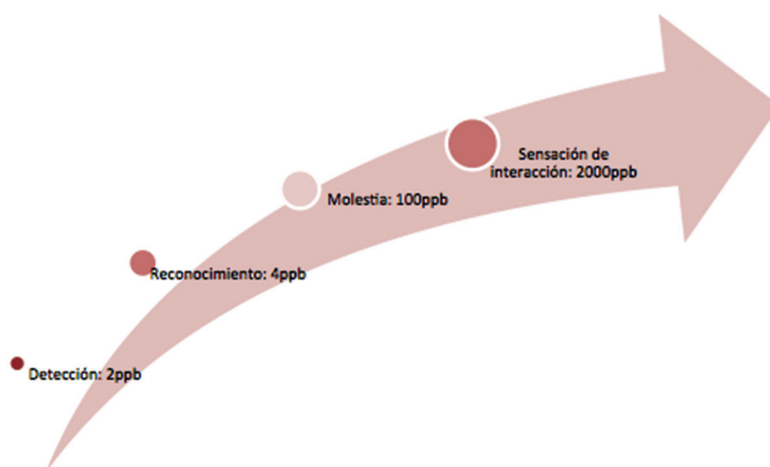 Sensación de
interacción: 2000ppb
Molestia: 100ppb
Reconocimiento: 4ppb
Detección: 2ppb